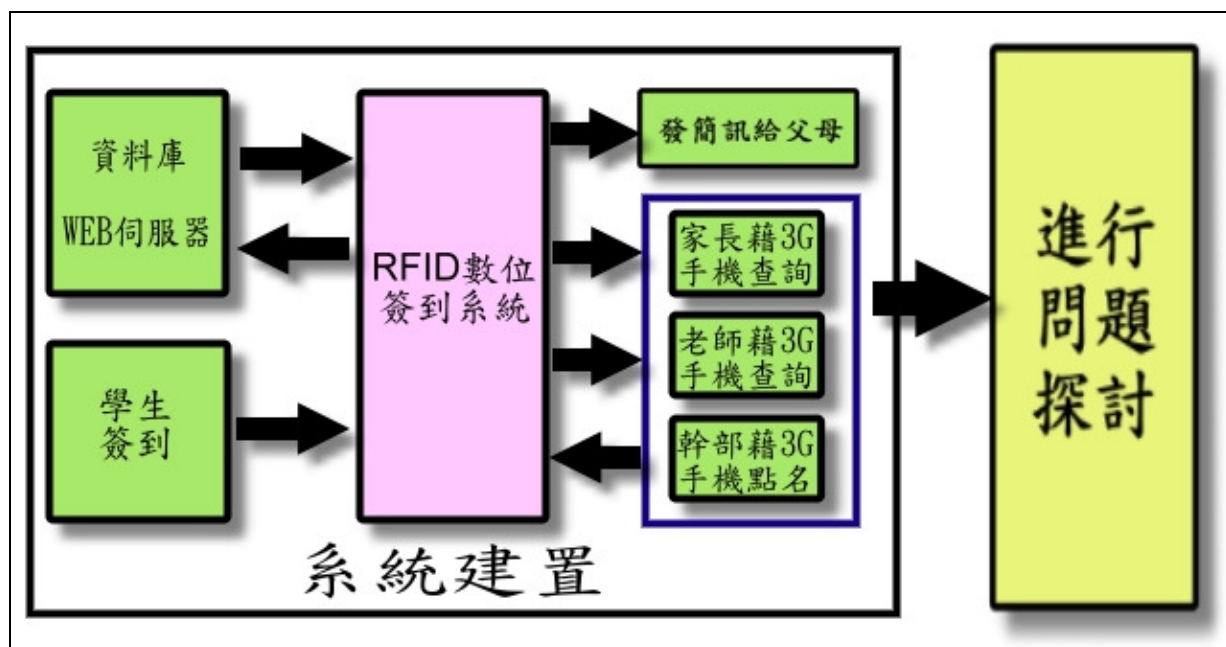 資料庫
WEB伺服器
學生
簽到
RFID數位
簽到系統
發簡訊給父母
家長藉3G
手機查詢
老師藉3G
手機查詢
幹部藉3G
手機點名
系統建置
進行
問題
探討